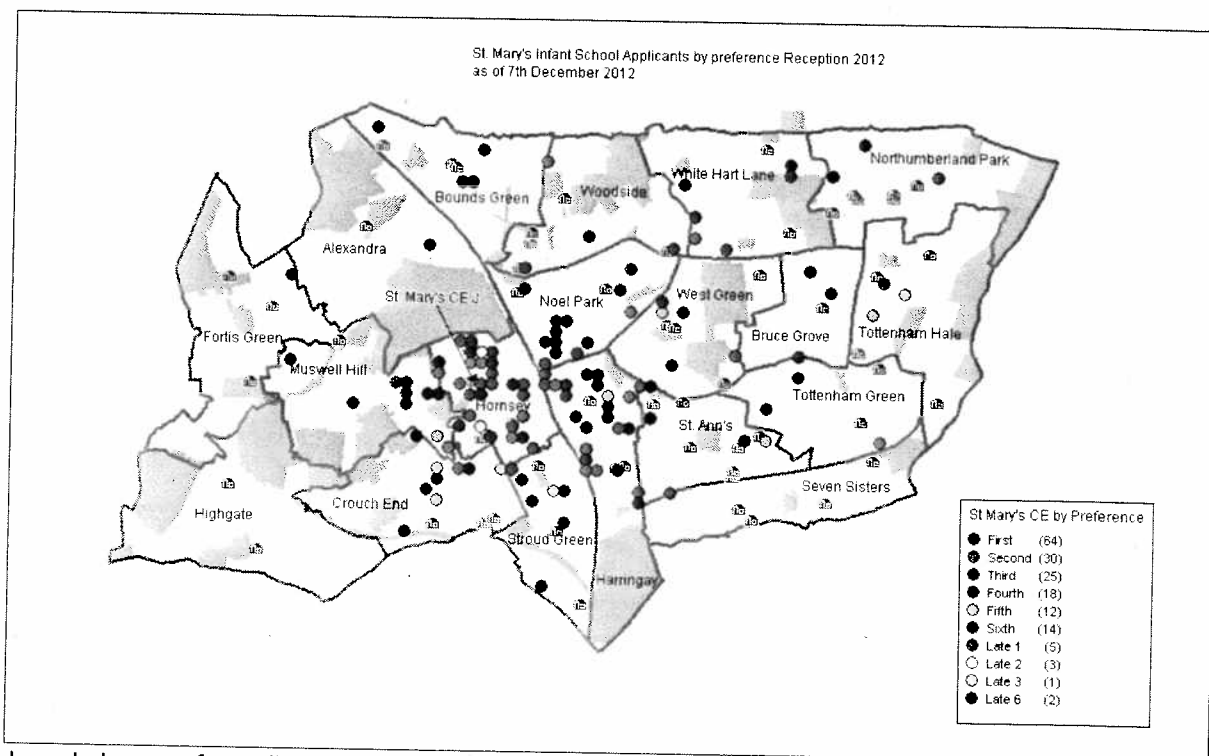 St. Mary's Infant School Applicants by preference Reception 2012
as of 7th December 2012
Northumberland Park
White Hart Lane
Woodside
Bounds Green
Alexandra
St. Mary's CE J
Noel Park
West Green
Bruce Grove
Tottenham Hale
Fortis Green
Muswell Hill
Hornsey
Tottenham Green
St. Ann's
Seven Sisters
Highgate
Crouch End
Stroud Green
Harringay
St Mary's CE by Preference
First (64)
Second (30)
Third (25)
Fourth (18)
Fifth (12)
Sixth (14)
Late 1 (5)
Late 2 (3)
Late 3 (1)
Late 6 (2)